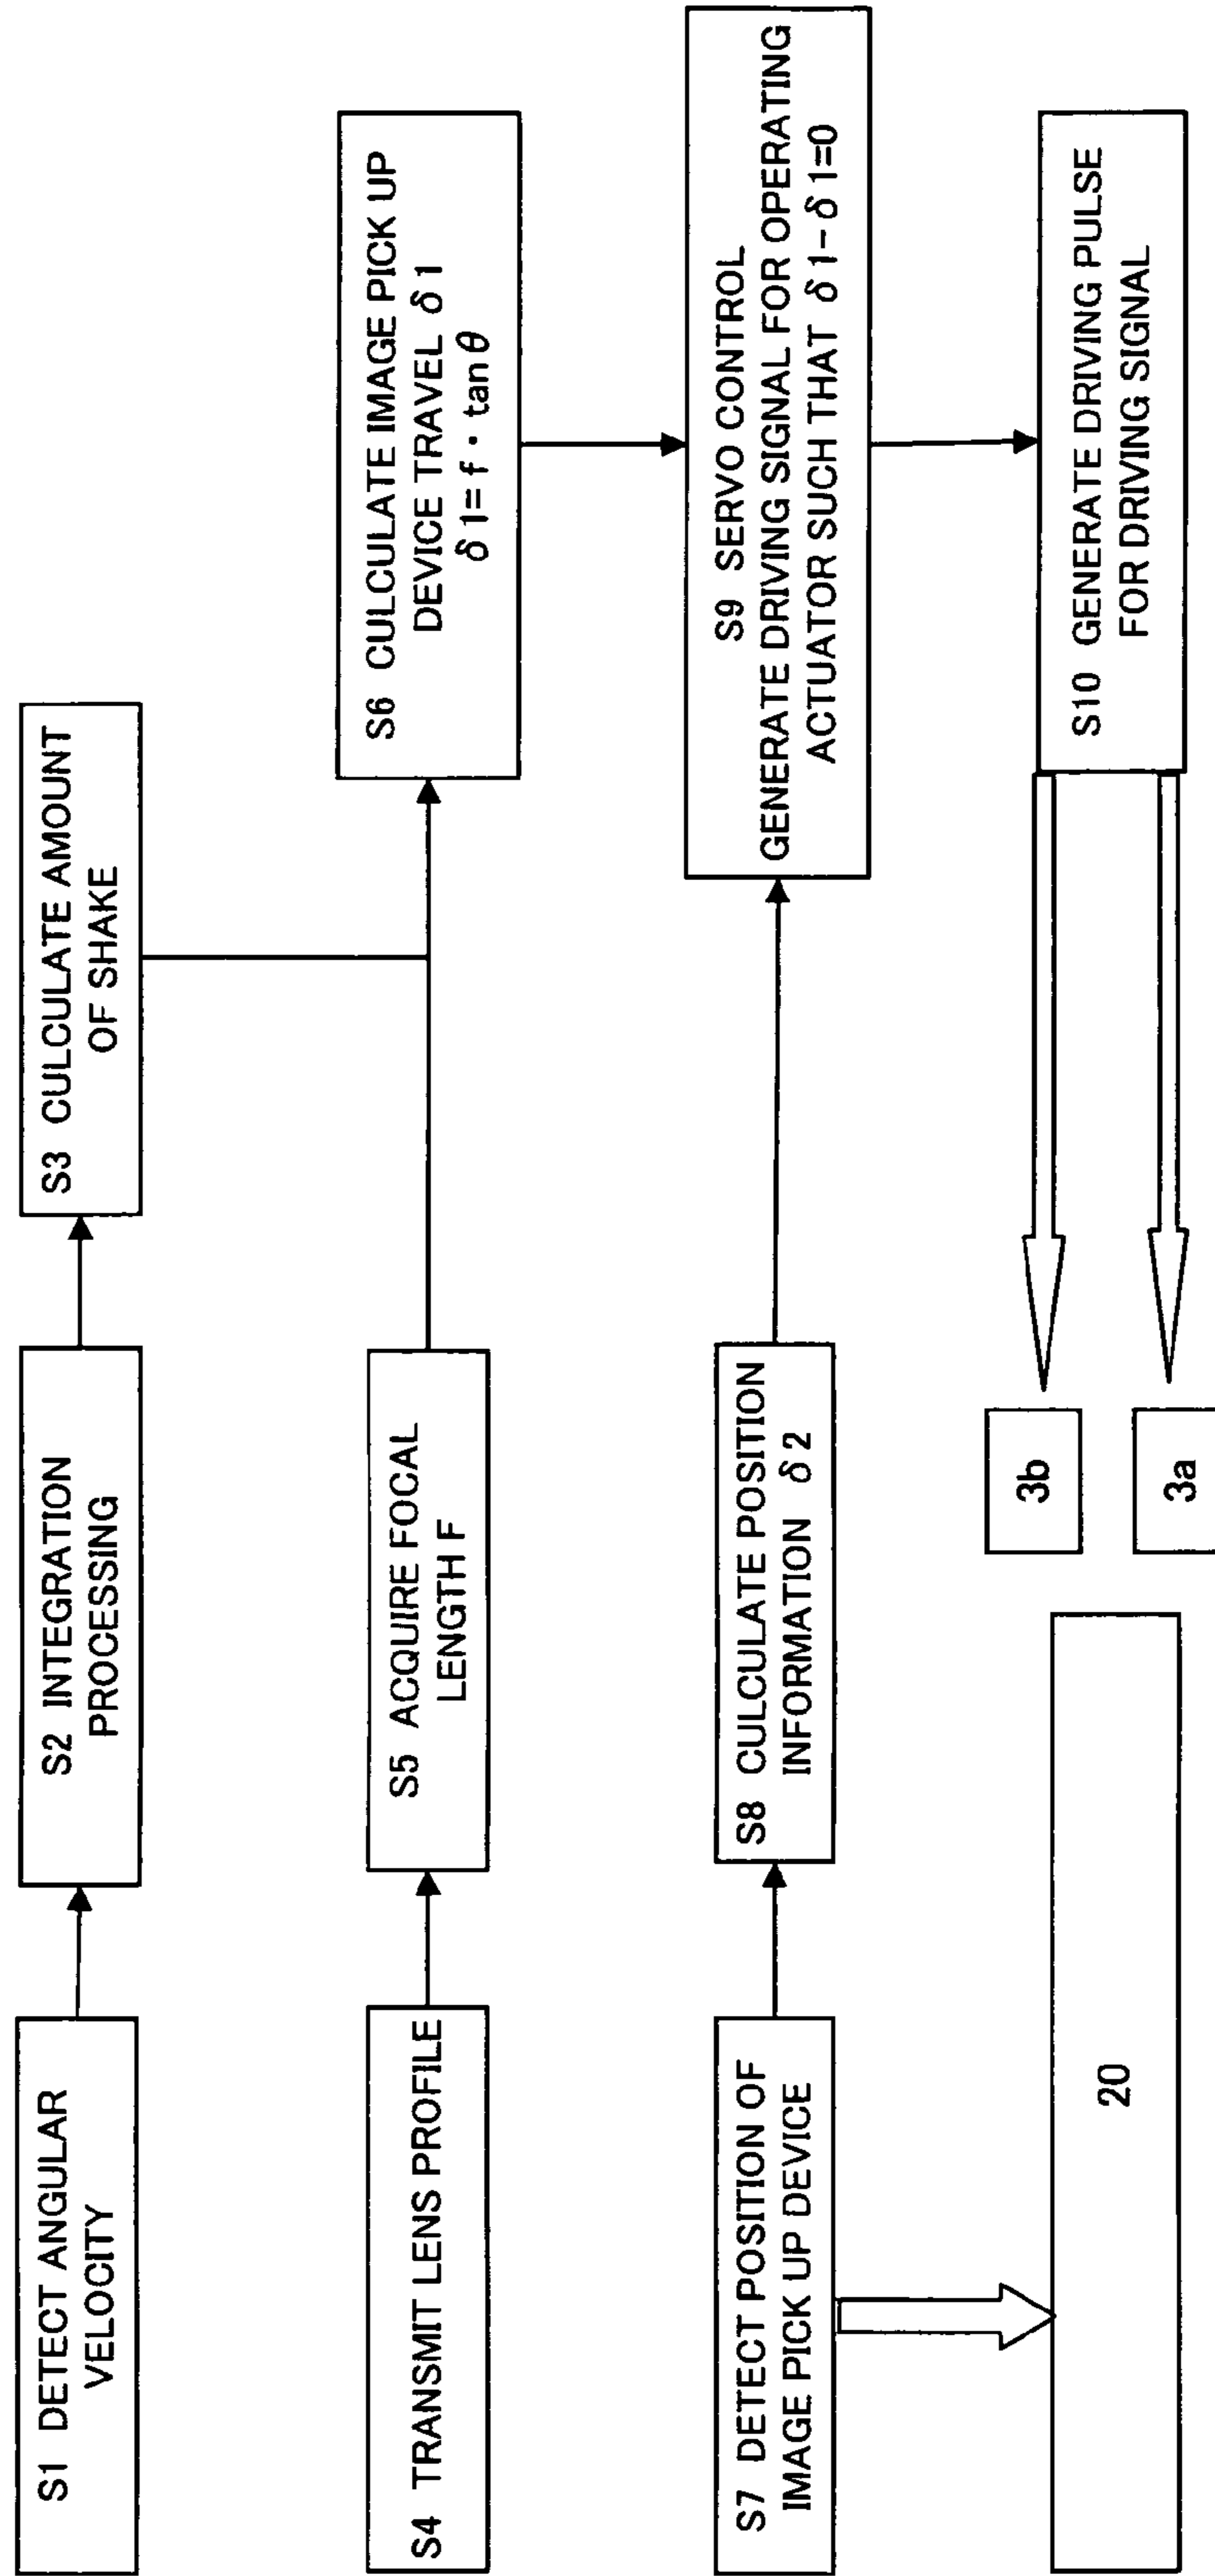 S1 DETECT ANGULAR
VELOCITY
S2 INTEGRATION
PROCESSING
S3 CULCULATE AMOUNT
OF SHAKE
S4 TRANSMIT LENS PROFILE
S5 ACQUIRE FOCAL
LENGTH F
S6 CULCULATE IMAGE PICK UP
DEVICE TRAVEL δ1
δ1=f・tanθ
S7 DETECT POSITION OF
IMAGE PICK UP DEVICE
S8 CULCULATE POSITION
INFORMATION δ2
S9 SERVO CONTROL
GENERATE DRIVING SIGNAL FOR OPERATING
ACTUATOR SUCH THAT δ1-δ1=0
S10 GENERATE DRIVING PULSE
FOR DRIVING SIGNAL
20
3b
3a